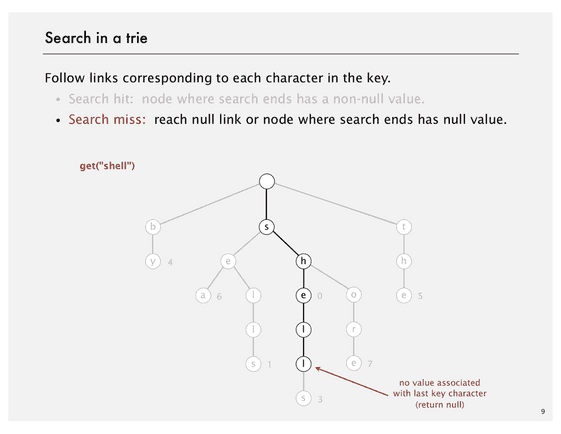 Search in a trie
Follow links corresponding to each character in the key.
• Search hit: node where search ends has a non-null value.
• Search miss: reach null link or node where search ends has null value.
get("shell")
b s t
y 4 e h h
a 6 l e 0 o e 5
l l r
s 1 l e 7
s 3
no value associated
with last key character
(return null)
9